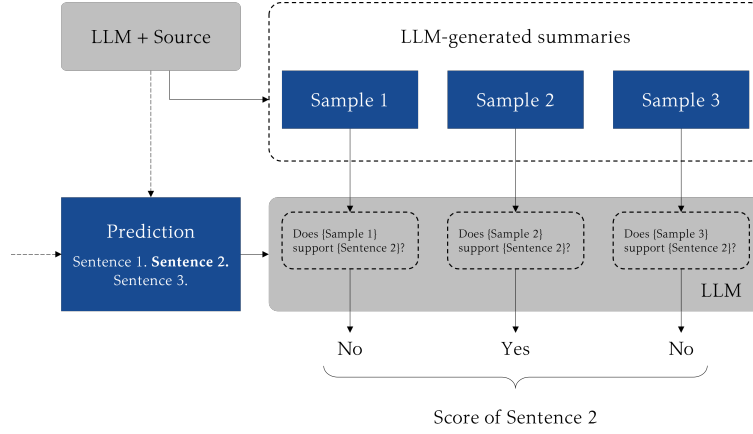 LLM + Source
LLM-generated summaries
Sample 1
Sample 2
Sample 3
Prediction
Sentence 1. Sentence 2.
Sentence 3.
Does {Sample 1}
support {Sentence 2}?
Does {Sample 2}
support {Sentence 2}?
Does {Sample 3}
support {Sentence 2}?
LLM
No
Yes
No
Score of Sentence 2